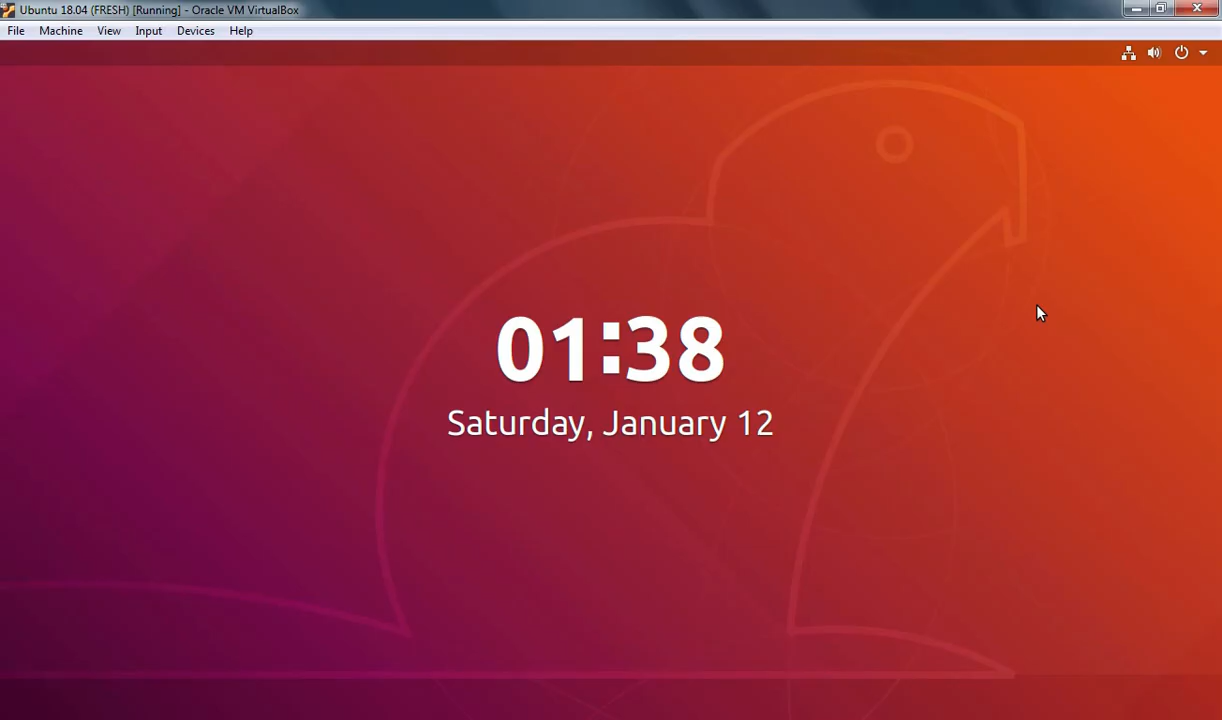 Ubuntu 18.04 (FRESH) [Running] - Oracle VM VirtualBox
File Machine View Input Devices Help
01:38
Saturday, January 12